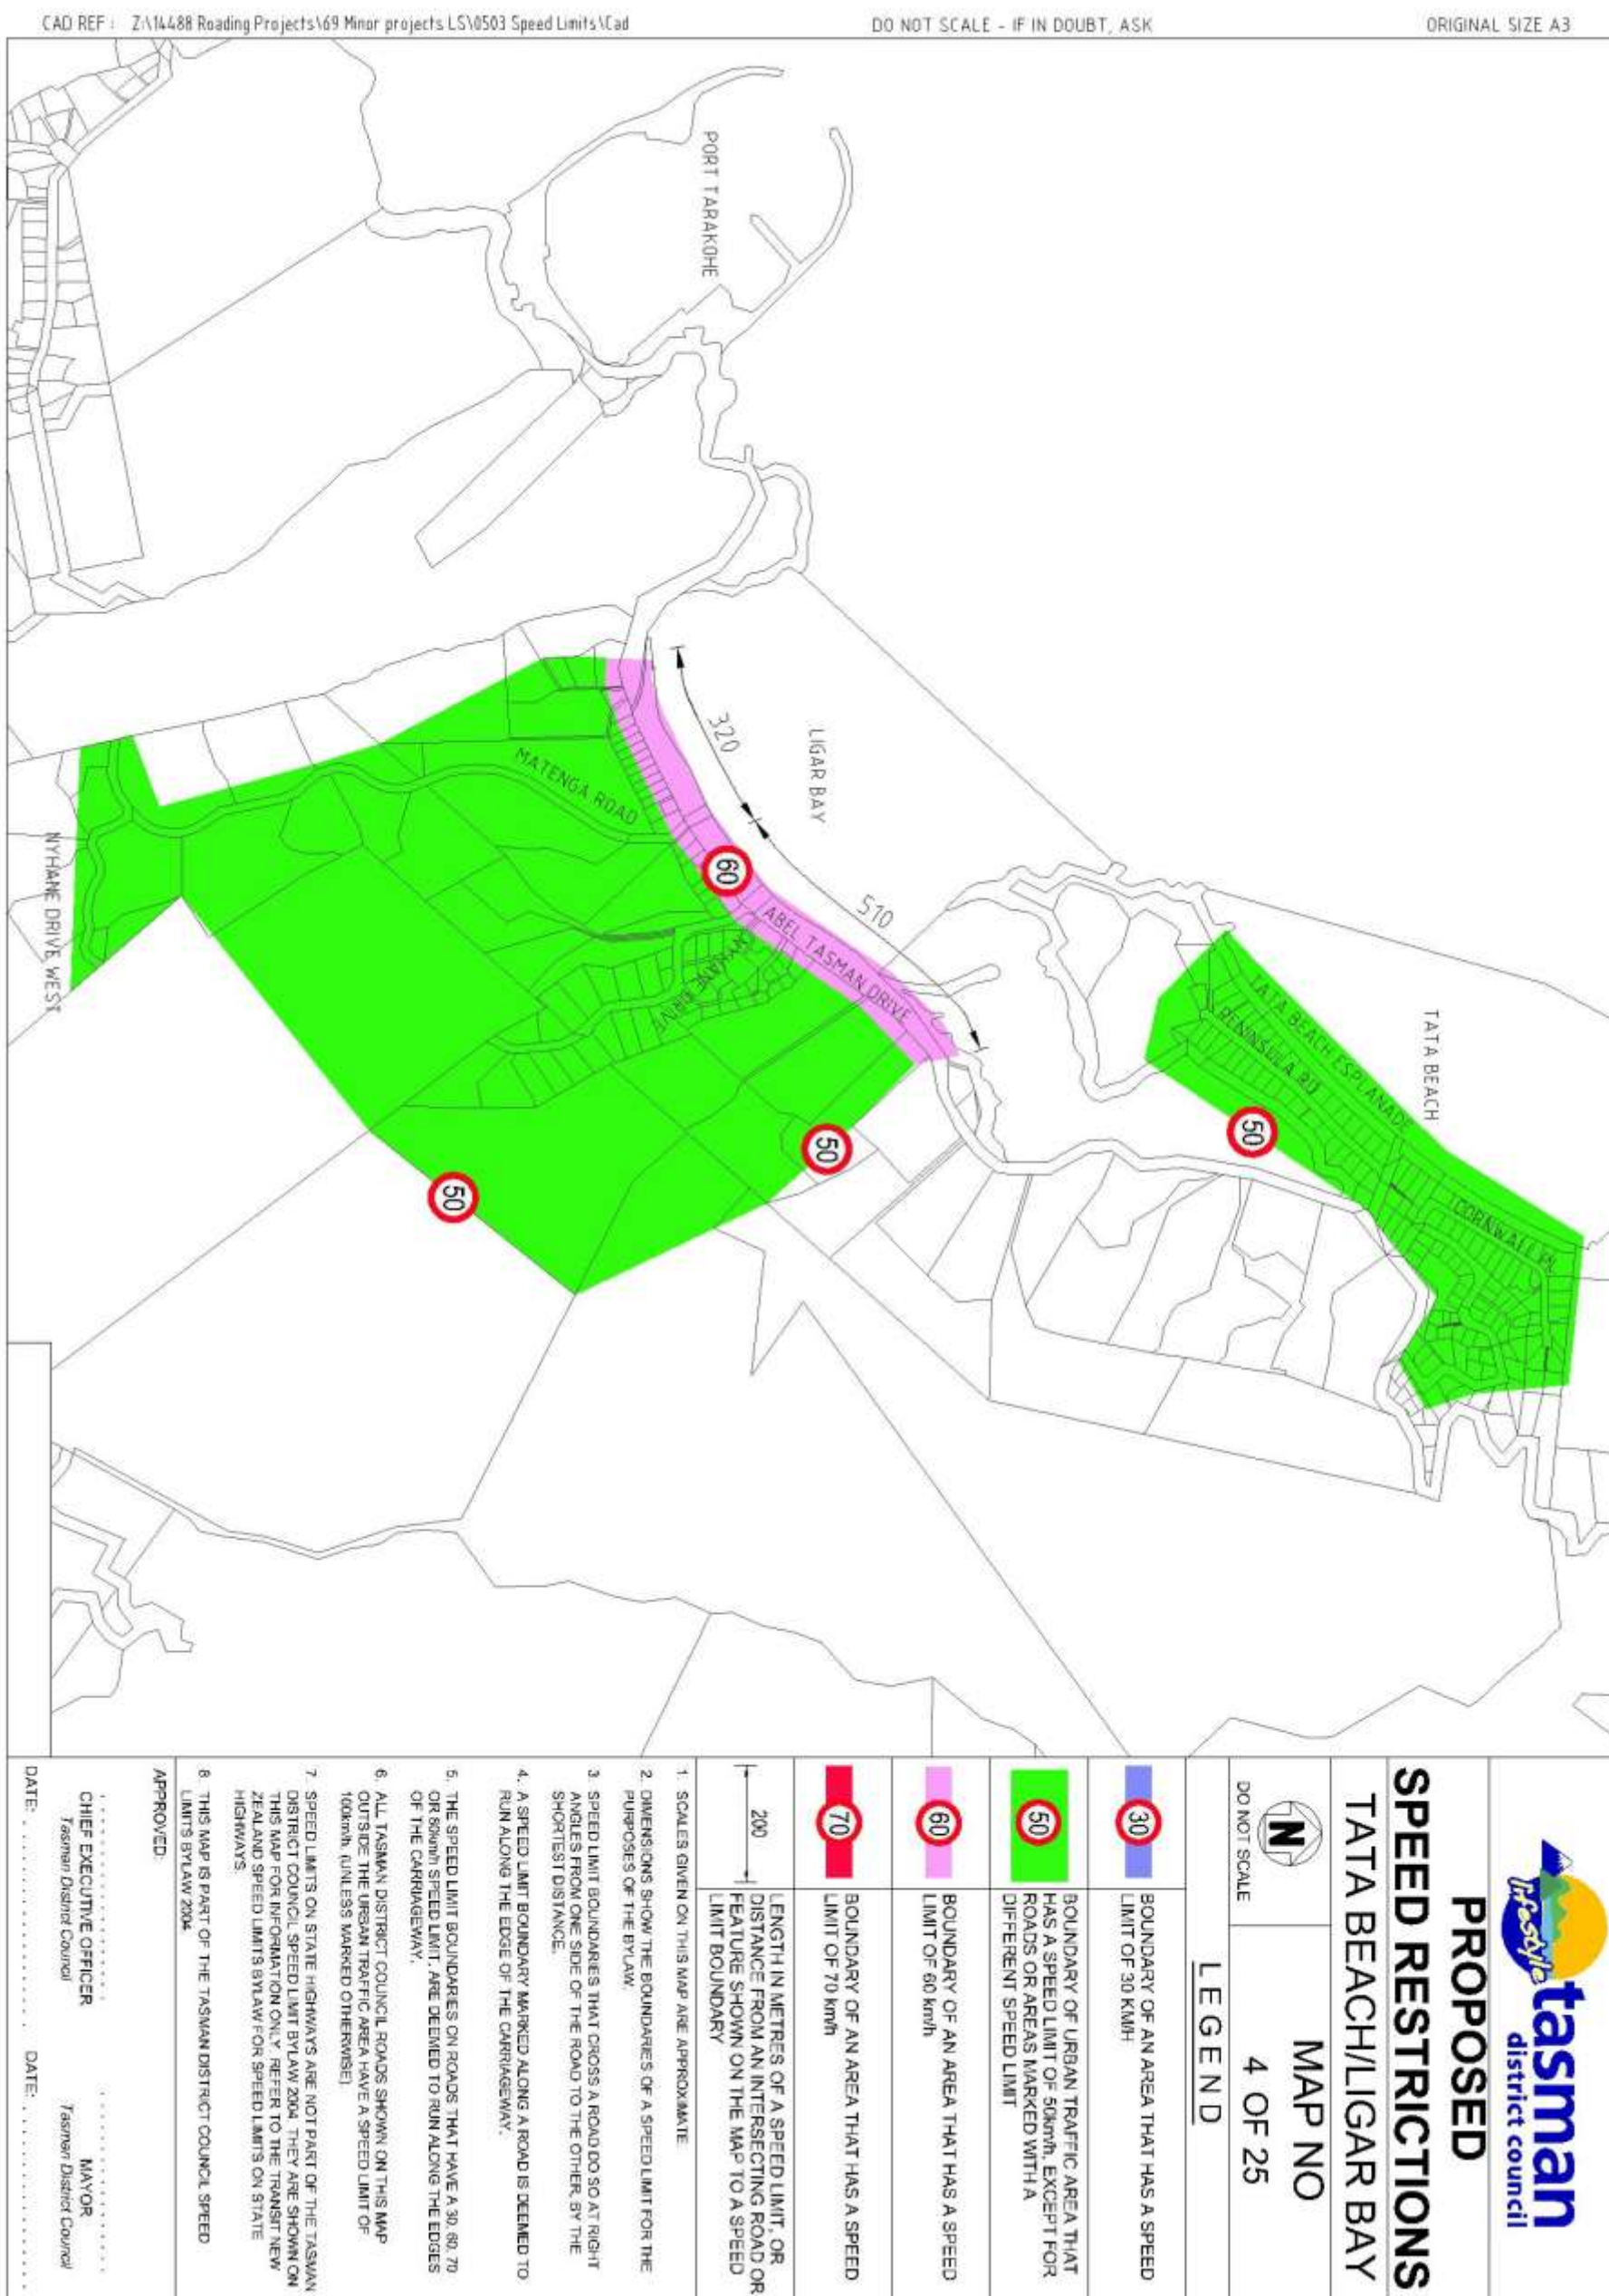 CAD REF : Z:\14488 Roading Projects\69 Minor projects LS\0503 Speed Limits\Cad
DO NOT SCALE - IF IN DOUBT, ASK
ORIGINAL SIZE A3
PORT TARAKOHE
LIGAR BAY
TATA BEACH
320
510
MATENGA ROAD
60
ABEL TASMAN DRIVE
NYHANE DRIVE
NYHANE DRIVE WEST
50
50
TATA BEACH ESPLANADE
PENINSULA RD
CORNWALL PL
50
lifestyle
tasman
district council
PROPOSED
SPEED RESTRICTIONS
TATA BEACH/LIGAR BAY
N
DO NOT SCALE
MAP NO
4 OF 25
LEGEND
30
BOUNDARY OF AN AREA THAT HAS A SPEED
LIMIT OF 30 KM/H
50
BOUNDARY OF URBAN TRAFFIC AREA THAT
HAS A SPEED LIMIT OF 50km/h, EXCEPT FOR
ROADS OR AREAS MARKED WITH A
DIFFERENT SPEED LIMIT
60
BOUNDARY OF AN AREA THAT HAS A SPEED
LIMIT OF 60 km/h
70
BOUNDARY OF AN AREA THAT HAS A SPEED
LIMIT OF 70 km/h
200
LENGTH IN METRES OF A SPEED LIMIT, OR
DISTANCE FROM AN INTERSECTING ROAD OR
FEATURE SHOWN ON THE MAP TO A SPEED
LIMIT BOUNDARY
1. SCALES GIVEN ON THIS MAP ARE APPROXIMATE
2. DIMENSIONS SHOW THE BOUNDARIES OF A SPEED LIMIT FOR THE
PURPOSES OF THE BYLAW.
3. SPEED LIMIT BOUNDARIES THAT CROSS A ROAD DO SO AT RIGHT
ANGLES FROM ONE SIDE OF THE ROAD TO THE OTHER, BY THE
SHORTEST DISTANCE.
4. A SPEED LIMIT BOUNDARY MARKED ALONG A ROAD IS DEEMED TO
RUN ALONG THE EDGE OF THE CARRIAGEWAY.
5. THE SPEED LIMIT BOUNDARIES ON ROADS THAT HAVE A 30, 60, 70
OR 80km/h SPEED LIMIT, ARE DEEMED TO RUN ALONG THE EDGES
OF THE CARRIAGEWAY.
6. ALL TASMAN DISTRICT COUNCIL ROADS SHOWN ON THIS MAP
OUTSIDE THE URBAN TRAFFIC AREA HAVE A SPEED LIMIT OF
100km/h, (UNLESS MARKED OTHERWISE).
7. SPEED LIMITS ON STATE HIGHWAYS ARE NOT PART OF THE TASMAN
DISTRICT COUNCIL SPEED LIMIT BYLAW 2004. THEY ARE SHOWN ON
THIS MAP FOR INFORMATION ONLY. REFER TO THE TRANSIT NEW
ZEALAND SPEED LIMITS BYLAW FOR SPEED LIMITS ON STATE
HIGHWAYS.
8. THIS MAP IS PART OF THE TASMAN DISTRICT COUNCIL SPEED
LIMITS BYLAW 2004.
APPROVED:
CHIEF EXECUTIVE OFFICER
Tasman District Council
MAYOR
Tasman District Council
DATE:
DATE: